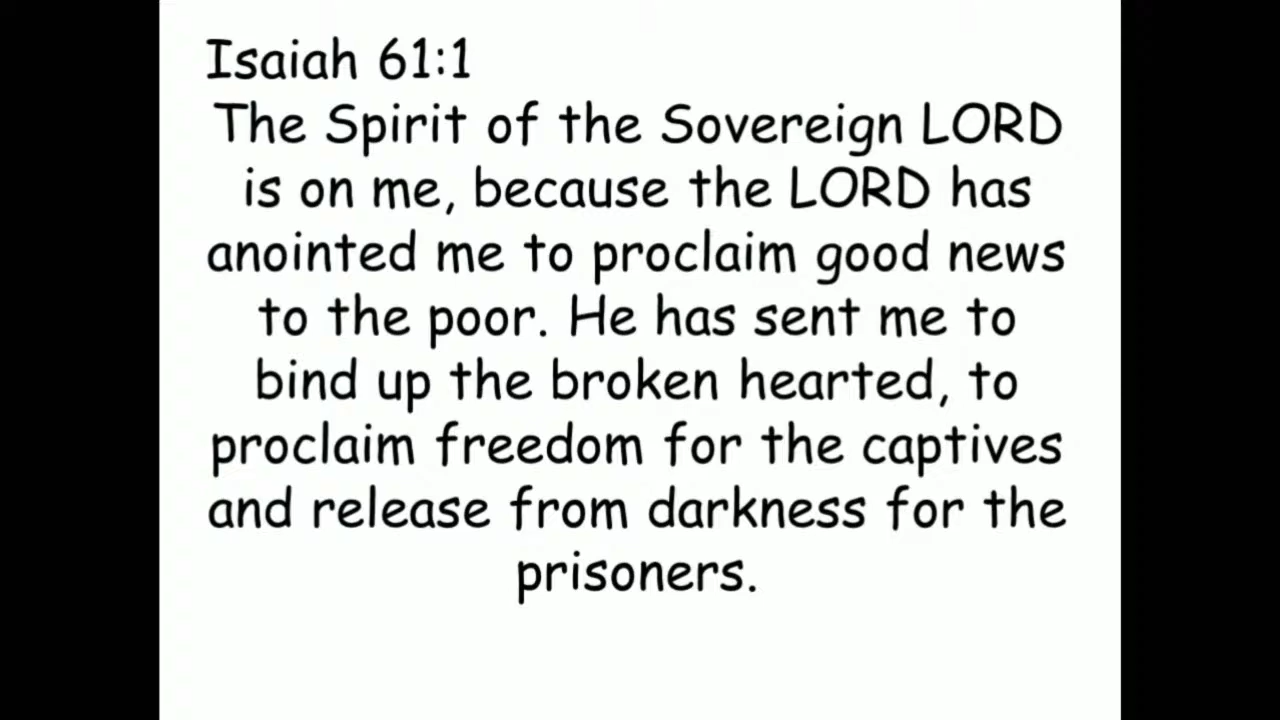 Isaiah 61:1
The Spirit of the Sovereign LORD
is on me, because the LORD has
anointed me to proclaim good news
to the poor. He has sent me to
bind up the broken hearted, to
proclaim freedom for the captives
and release from darkness for the
prisoners.